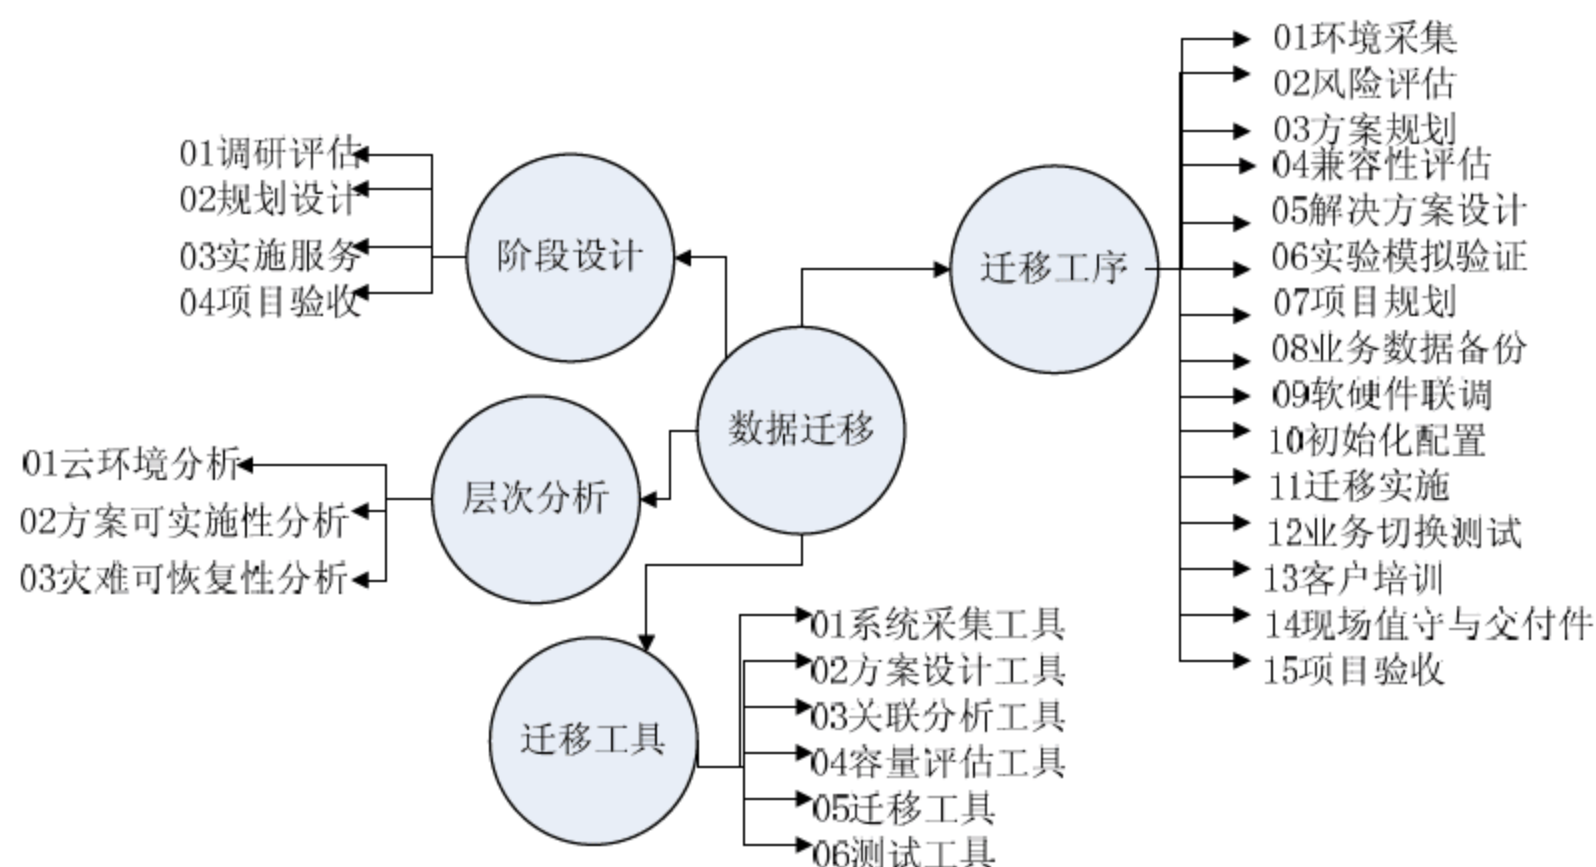 阶段设计
01调研评估
02规划设计
03实施服务
04项目验收
层次分析
01云环境分析
02方案可实施性分析
03灾难可恢复性分析
数据迁移
迁移工序
01环境采集
02风险评估
03方案规划
04兼容性评估
05解决方案设计
06实验模拟验证
07项目规划
08业务数据备份
09软硬件联调
10初始化配置
11迁移实施
12业务切换测试
13客户培训
14现场值守与交付件
15项目验收
迁移工具
01系统采集工具
02方案设计工具
03关联分析工具
04容量评估工具
05迁移工具
06测试工具